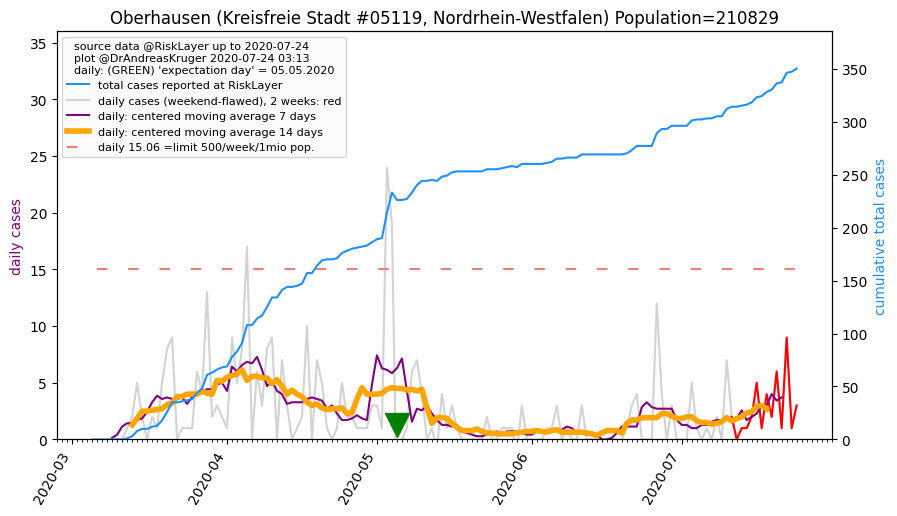 Oberhausen (Kreisfreie Stadt #05119, Nordrhein-Westfalen) Population=210829
source data @RiskLayer up to 2020-07-24
plot @DrAndreasKruger 2020-07-24 03:13
daily: (GREEN) 'expectation day' = 05.05.2020
total cases reported at RiskLayer
daily cases (weekend-flawed), 2 weeks: red
daily: centered moving average 7 days
daily: centered moving average 14 days
daily 15.06 =limit 500/week/1mio pop.
daily cases
35
30
25
20
15
10
5
0
cumulative total cases
350
300
250
200
150
100
50
0
2020-03
2020-04
2020-05
2020-06
2020-07